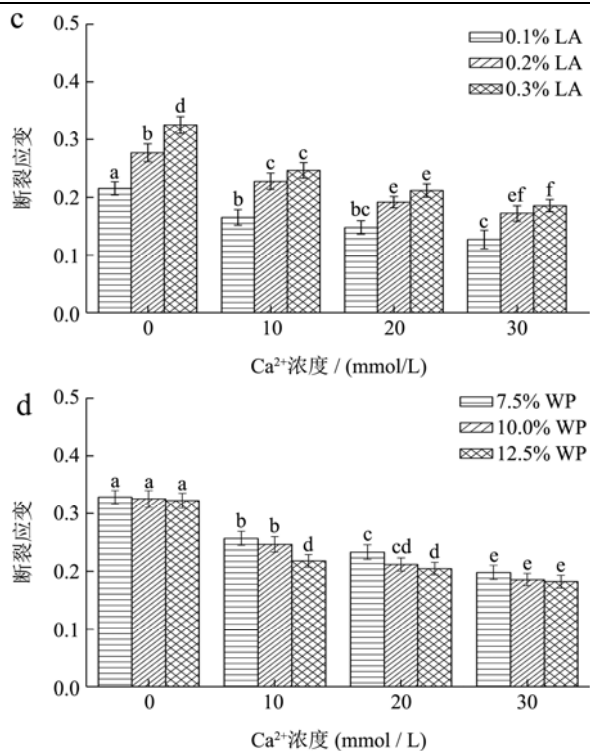 c
0.5
0.4
0.3
0.2
0.1
0.0
断裂应变
0.1% LA
0.2% LA
0.3% LA
a b d
b c c
bc e e
c ef f
0 10 20 30
Ca²⁺浓度 / (mmol/L)
d
0.5
0.4
0.3
0.2
0.1
0.0
断裂应变
7.5% WP
10.0% WP
12.5% WP
a a a
b b d
c cd d
e e e
0 10 20 30
Ca²⁺浓度 (mmol / L)